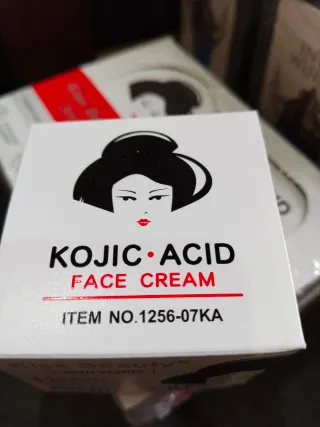 KOJIC·ACID
FACE CREAM
ITEM NO.1256-07KA